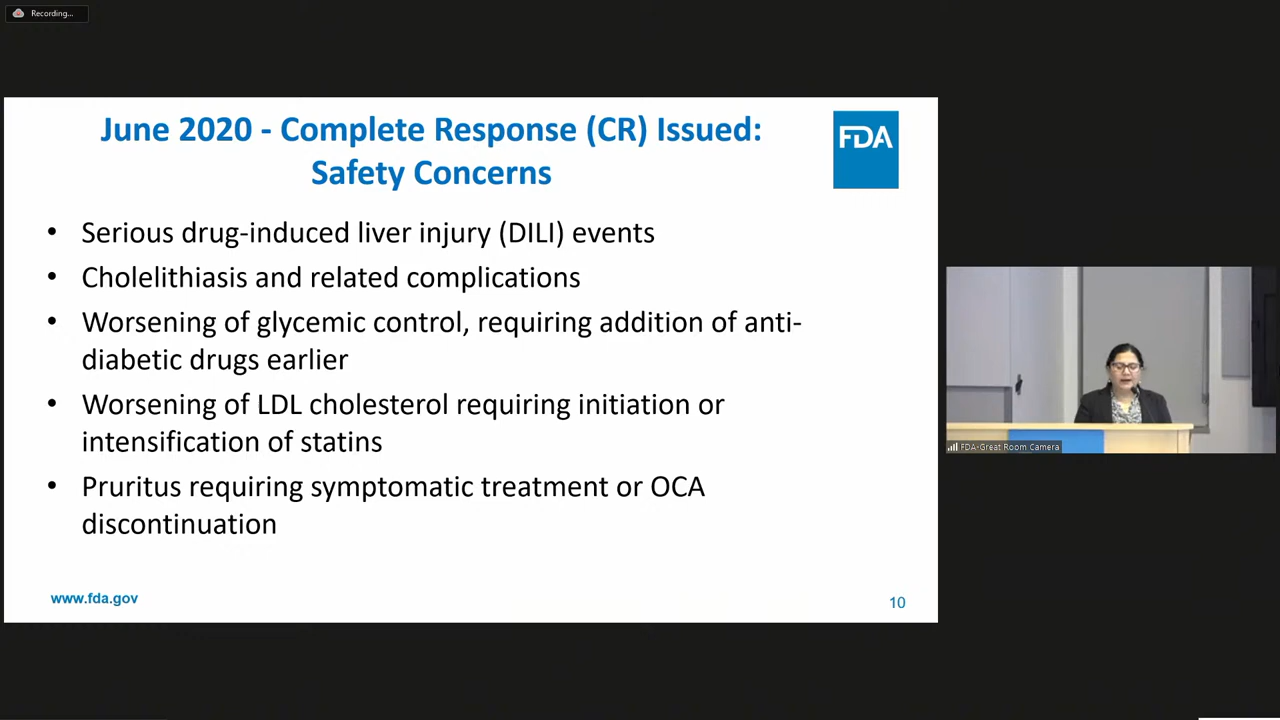 Recording...
June 2020 - Complete Response (CR) Issued:
Safety Concerns
FDA
• Serious drug-induced liver injury (DILI) events
• Cholelithiasis and related complications
• Worsening of glycemic control, requiring addition of anti-
diabetic drugs earlier
• Worsening of LDL cholesterol requiring initiation or
intensification of statins
• Pruritus requiring symptomatic treatment or OCA
discontinuation
www.fda.gov
10
FDA-Great Room Camera